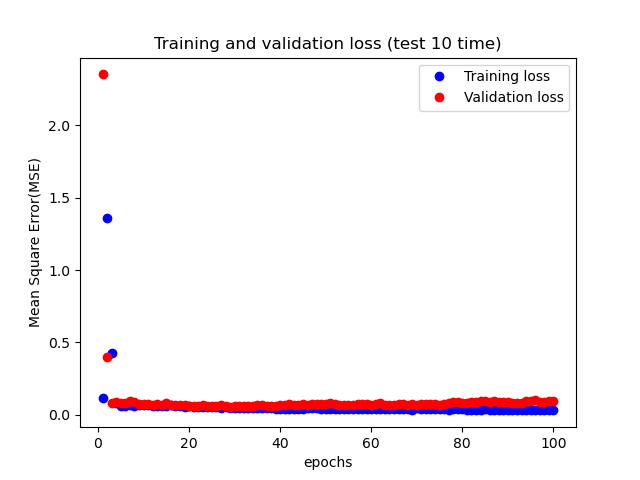 Training and validation loss (test 10 time)
Training loss
Validation loss
Mean Square Error(MSE)
2.0
1.5
1.0
0.5
0.0
0
20
40
60
80
100
epochs